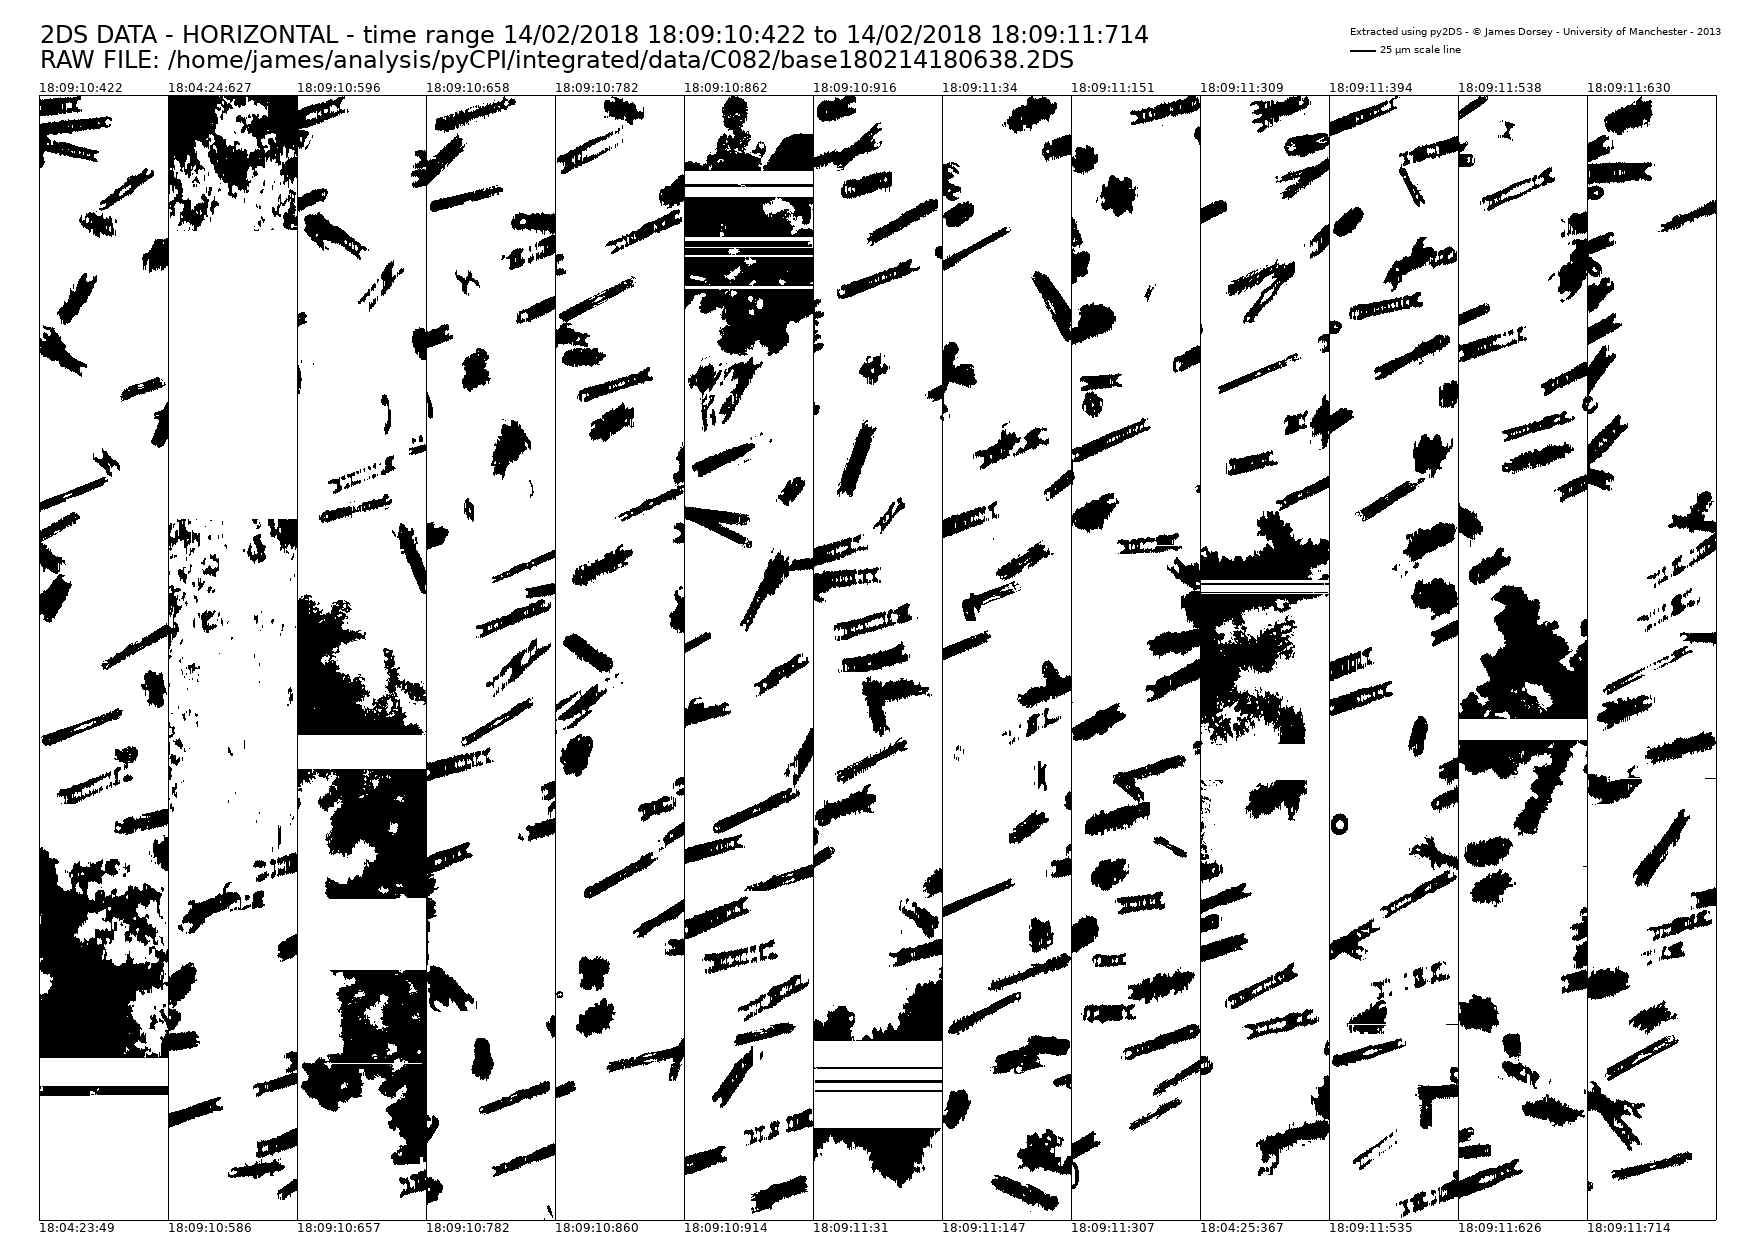 2DS DATA - HORIZONTAL - time range 14/02/2018 18:09:10:422 to 14/02/2018 18:09:11:714
RAW FILE: /home/james/analysis/pyCPI/integrated/data/C082/base180214180638.2DS
Extracted using py2DS - © James Dorsey - University of Manchester - 2013
25 μm scale line
18:09:10:422 18:04:24:627 18:09:10:596 18:09:10:658 18:09:10:782 18:09:10:862 18:09:10:916 18:09:11:34 18:09:11:151 18:09:11:309 18:09:11:394 18:09:11:538 18:09:11:630
18:04:23:49 18:09:10:586 18:09:10:657 18:09:10:782 18:09:10:860 18:09:10:914 18:09:11:31 18:09:11:147 18:09:11:307 18:04:25:367 18:09:11:535 18:09:11:626 18:09:11:714